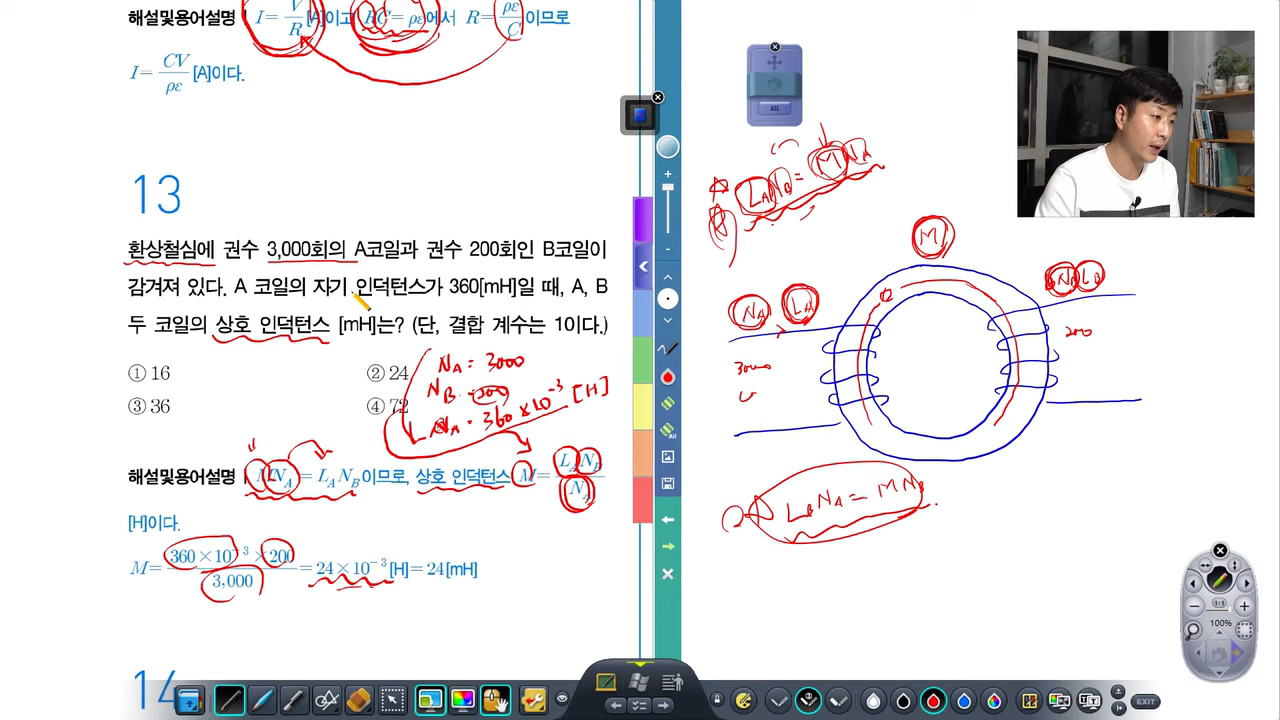 해설및용어설명 | I = V/R [A]이고 RC = ρε에서 R = ρε/C 이므로
I = CV/ρε [A]이다.
13
환상철심에 권수 3,000회의 A코일과 권수 200회인 B코일이
감겨져 있다. A 코일의 자기 인덕턴스가 360[mH]일 때, A, B
두 코일의 상호 인덕턴스 [mH]는? (단, 결합 계수는 1이다.)
① 16 ② 24
③ 36 ④ 72
N_A = 3000
N_B = 200
360 × 10⁻³ [H]
해설및용어설명 | MN_A = L_A N_B 이므로, 상호 인덕턴스 M = L_A N_B / N_A
[H]이다.
M = 360×10⁻³×200 / 3,000 = 24×10⁻³ [H] = 24[mH]
14
All
L_A N_B = M N_A
M
N_A L_A
N_B L_B
3000
200
L_B N_A = M N_B
All
1:1
100%
EXIT